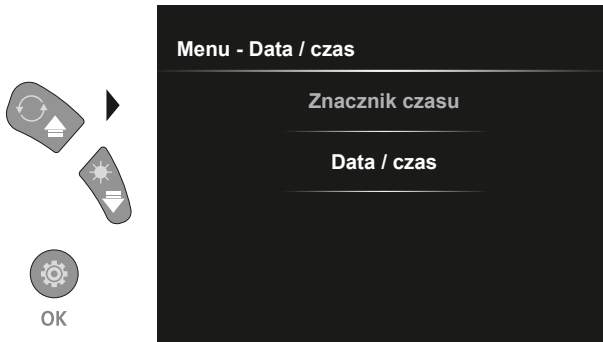 Menu - Data / czas
Znacznik czasu
Data / czas
OK